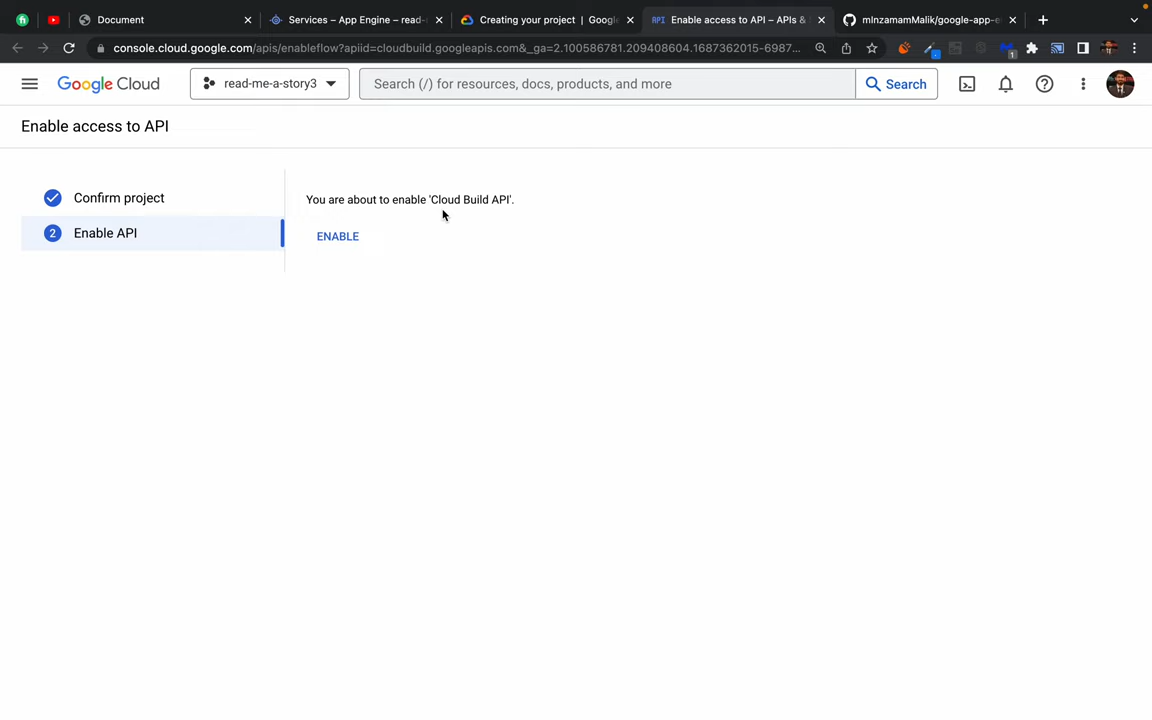 Document
Services – App Engine – read-
Creating your project | Google
API Enable access to API – APIs &
mInzamamMalik/google-app-e
console.cloud.google.com/apis/enableflow?apiid=cloudbuild.googleapis.com&_ga=2.100586781.209408604.1687362015-6987...
1
Google Cloud
read-me-a-story3
Search (/) for resources, docs, products, and more
Search
Enable access to API
Confirm project
2 Enable API
You are about to enable 'Cloud Build API'.
ENABLE